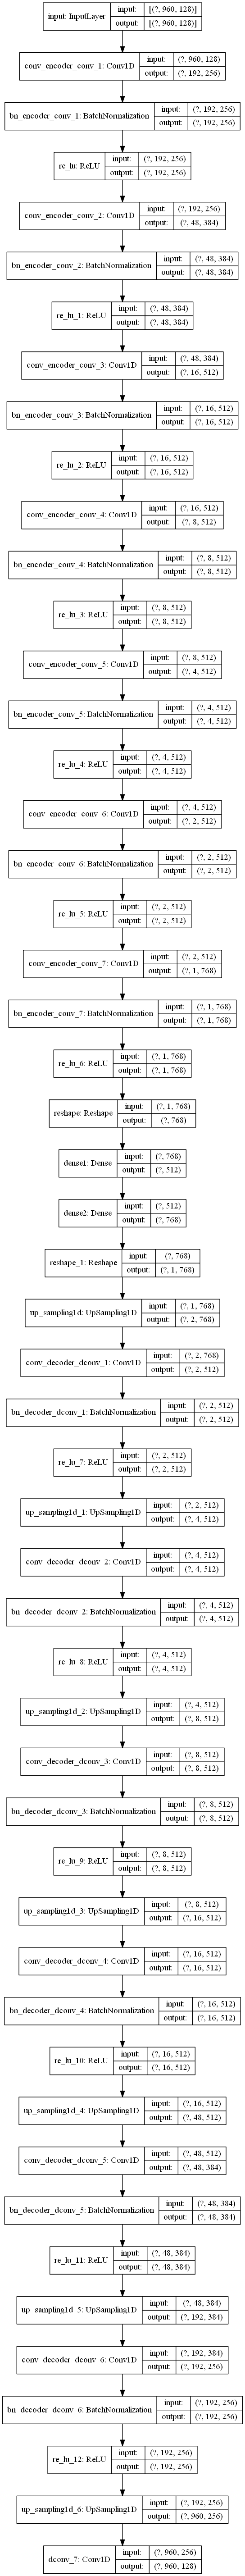 input: InputLayer input: [(?, 960, 128)]
output: [(?, 960, 128)]
conv_encoder_conv_1: Conv1D input: (?, 960, 128)
output: (?, 192, 256)
bn_encoder_conv_1: BatchNormalization input: (?, 192, 256)
output: (?, 192, 256)
re_lu: ReLU input: (?, 192, 256)
output: (?, 192, 256)
conv_encoder_conv_2: Conv1D input: (?, 192, 256)
output: (?, 48, 384)
bn_encoder_conv_2: BatchNormalization input: (?, 48, 384)
output: (?, 48, 384)
re_lu_1: ReLU input: (?, 48, 384)
output: (?, 48, 384)
conv_encoder_conv_3: Conv1D input: (?, 48, 384)
output: (?, 16, 512)
bn_encoder_conv_3: BatchNormalization input: (?, 16, 512)
output: (?, 16, 512)
re_lu_2: ReLU input: (?, 16, 512)
output: (?, 16, 512)
conv_encoder_conv_4: Conv1D input: (?, 16, 512)
output: (?, 8, 512)
bn_encoder_conv_4: BatchNormalization input: (?, 8, 512)
output: (?, 8, 512)
re_lu_3: ReLU input: (?, 8, 512)
output: (?, 8, 512)
conv_encoder_conv_5: Conv1D input: (?, 8, 512)
output: (?, 4, 512)
bn_encoder_conv_5: BatchNormalization input: (?, 4, 512)
output: (?, 4, 512)
re_lu_4: ReLU input: (?, 4, 512)
output: (?, 4, 512)
conv_encoder_conv_6: Conv1D input: (?, 4, 512)
output: (?, 2, 512)
bn_encoder_conv_6: BatchNormalization input: (?, 2, 512)
output: (?, 2, 512)
re_lu_5: ReLU input: (?, 2, 512)
output: (?, 2, 512)
conv_encoder_conv_7: Conv1D input: (?, 2, 512)
output: (?, 1, 768)
bn_encoder_conv_7: BatchNormalization input: (?, 1, 768)
output: (?, 1, 768)
re_lu_6: ReLU input: (?, 1, 768)
output: (?, 1, 768)
reshape: Reshape input: (?, 1, 768)
output: (?, 768)
dense1: Dense input: (?, 768)
output: (?, 512)
dense2: Dense input: (?, 512)
output: (?, 768)
reshape_1: Reshape input: (?, 768)
output: (?, 1, 768)
up_sampling1d: UpSampling1D input: (?, 1, 768)
output: (?, 2, 768)
conv_decoder_dconv_1: Conv1D input: (?, 2, 768)
output: (?, 2, 512)
bn_decoder_dconv_1: BatchNormalization input: (?, 2, 512)
output: (?, 2, 512)
re_lu_7: ReLU input: (?, 2, 512)
output: (?, 2, 512)
up_sampling1d_1: UpSampling1D input: (?, 2, 512)
output: (?, 4, 512)
conv_decoder_dconv_2: Conv1D input: (?, 4, 512)
output: (?, 4, 512)
bn_decoder_dconv_2: BatchNormalization input: (?, 4, 512)
output: (?, 4, 512)
re_lu_8: ReLU input: (?, 4, 512)
output: (?, 4, 512)
up_sampling1d_2: UpSampling1D input: (?, 4, 512)
output: (?, 8, 512)
conv_decoder_dconv_3: Conv1D input: (?, 8, 512)
output: (?, 8, 512)
bn_decoder_dconv_3: BatchNormalization input: (?, 8, 512)
output: (?, 8, 512)
re_lu_9: ReLU input: (?, 8, 512)
output: (?, 8, 512)
up_sampling1d_3: UpSampling1D input: (?, 8, 512)
output: (?, 16, 512)
conv_decoder_dconv_4: Conv1D input: (?, 16, 512)
output: (?, 16, 512)
bn_decoder_dconv_4: BatchNormalization input: (?, 16, 512)
output: (?, 16, 512)
re_lu_10: ReLU input: (?, 16, 512)
output: (?, 16, 512)
up_sampling1d_4: UpSampling1D input: (?, 16, 512)
output: (?, 48, 512)
conv_decoder_dconv_5: Conv1D input: (?, 48, 512)
output: (?, 48, 384)
bn_decoder_dconv_5: BatchNormalization input: (?, 48, 384)
output: (?, 48, 384)
re_lu_11: ReLU input: (?, 48, 384)
output: (?, 48, 384)
up_sampling1d_5: UpSampling1D input: (?, 48, 384)
output: (?, 192, 384)
conv_decoder_dconv_6: Conv1D input: (?, 192, 384)
output: (?, 192, 256)
bn_decoder_dconv_6: BatchNormalization input: (?, 192, 256)
output: (?, 192, 256)
re_lu_12: ReLU input: (?, 192, 256)
output: (?, 192, 256)
up_sampling1d_6: UpSampling1D input: (?, 192, 256)
output: (?, 960, 256)
dconv_7: Conv1D input: (?, 960, 256)
output: (?, 960, 128)